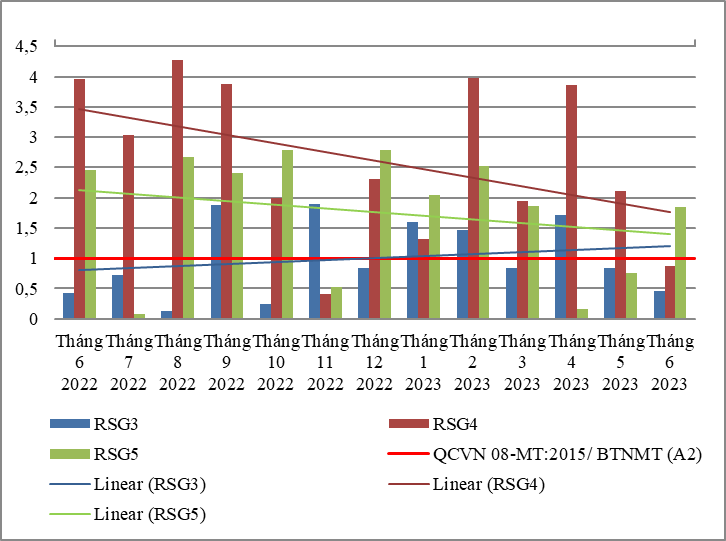 4,5
4
3,5
3
2,5
2
1,5
1
0,5
0
Tháng Tháng Tháng Tháng Tháng Tháng Tháng Tháng Tháng Tháng Tháng Tháng Tháng
6 7 8 9 10 11 12 1 2 3 4 5 6
2022 2022 2022 2022 2022 2022 2022 2023 2023 2023 2023 2023 2023
RSG3 RSG4
RSG5 QCVN 08-MT:2015/ BTNMT (A2)
Linear (RSG3) Linear (RSG4)
Linear (RSG5)